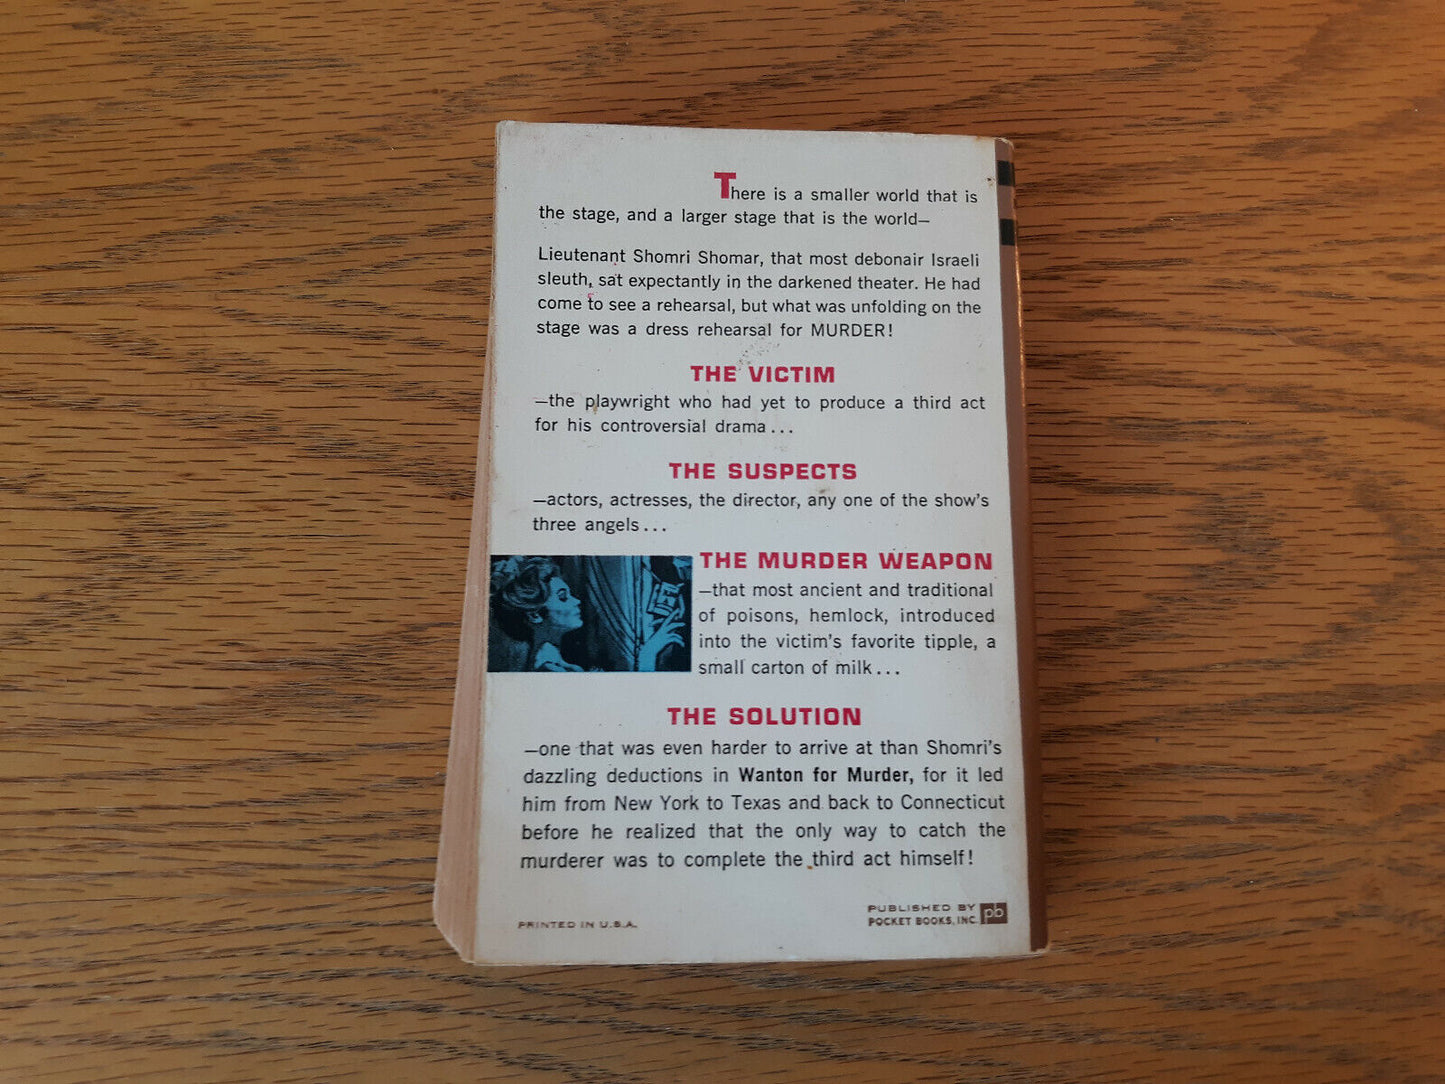 There is a smaller world that is
the stage, and a larger stage that is the world—
Lieutenant Shomri Shomar, that most debonair Israeli
sleuth, sat expectantly in the darkened theater. He had
come to see a rehearsal, but what was unfolding on the
stage was a dress rehearsal for MURDER!
THE VICTIM
—the playwright who had yet to produce a third act
for his controversial drama...
THE SUSPECTS
—actors, actresses, the director, any one of the show's
three angels...
THE MURDER WEAPON
—that most ancient and traditional
of poisons, hemlock, introduced
into the victim's favorite tipple, a
small carton of milk...
THE SOLUTION
—one that was even harder to arrive at than Shomri's
dazzling deductions in Wanton for Murder, for it led
him from New York to Texas and back to Connecticut
before he realized that the only way to catch the
murderer was to complete the third act himself!
PRINTED IN U.S.A.
PUBLISHED BY
POCKET BOOKS, INC.
pb